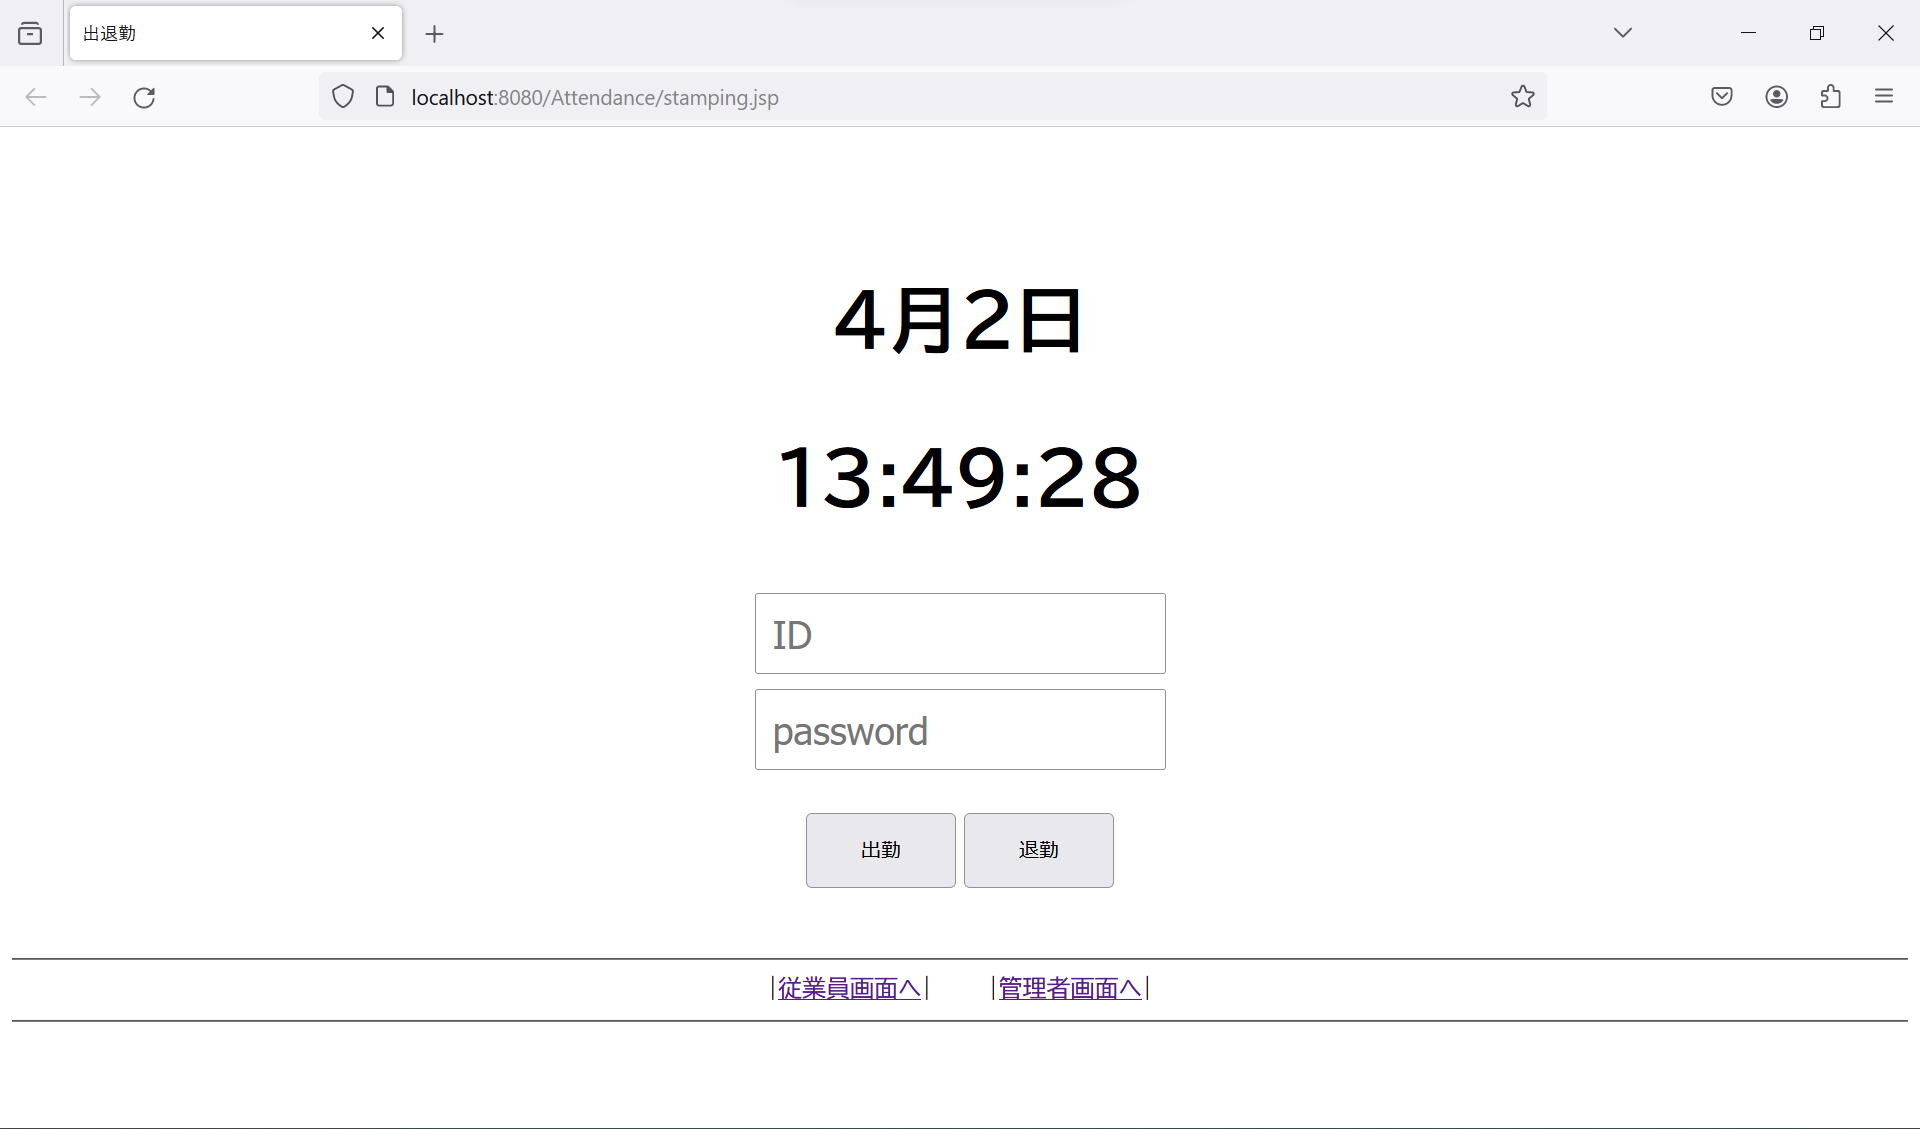 出退勤
localhost:8080/Attendance/stamping.jsp
4月2日
13:49:28
ID
password
出勤 退勤
|従業員画面へ| |管理者画面へ|